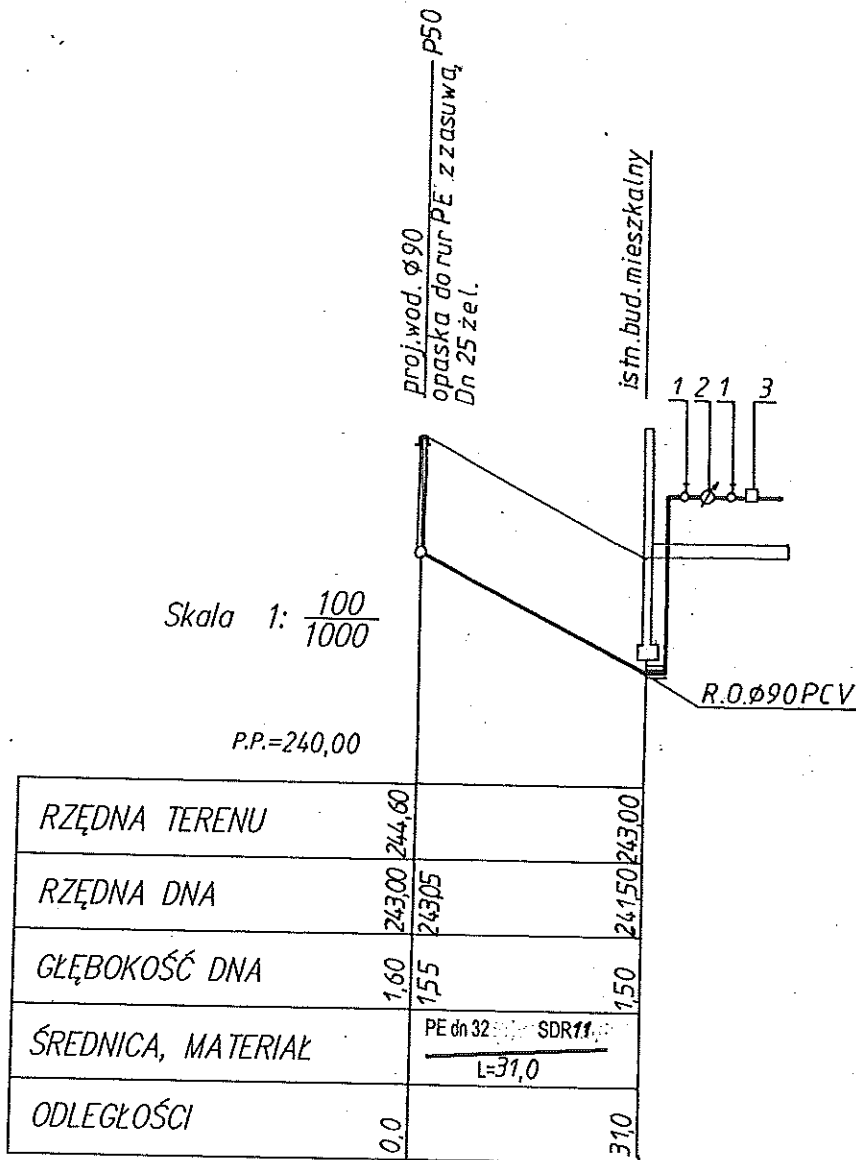 proj.wod. ø90 P50
opaska do rur PE z zasuwą
Dn 25 żel.
istn.bud.mieszkalny
1 2 1 3
Skala 1: 100
1000
R.O.ø90PCV
P.P.=240,00
RZĘDNA TERENU 244,60 243,00
RZĘDNA DNA 243,00 243,05 241,50
GŁĘBOKOŚĆ DNA 1,60 1,55 1,50
ŚREDNICA, MATERIAŁ PE dn 32 SDR11
L=31,0
ODLEGŁOŚCI 0,0 31,0